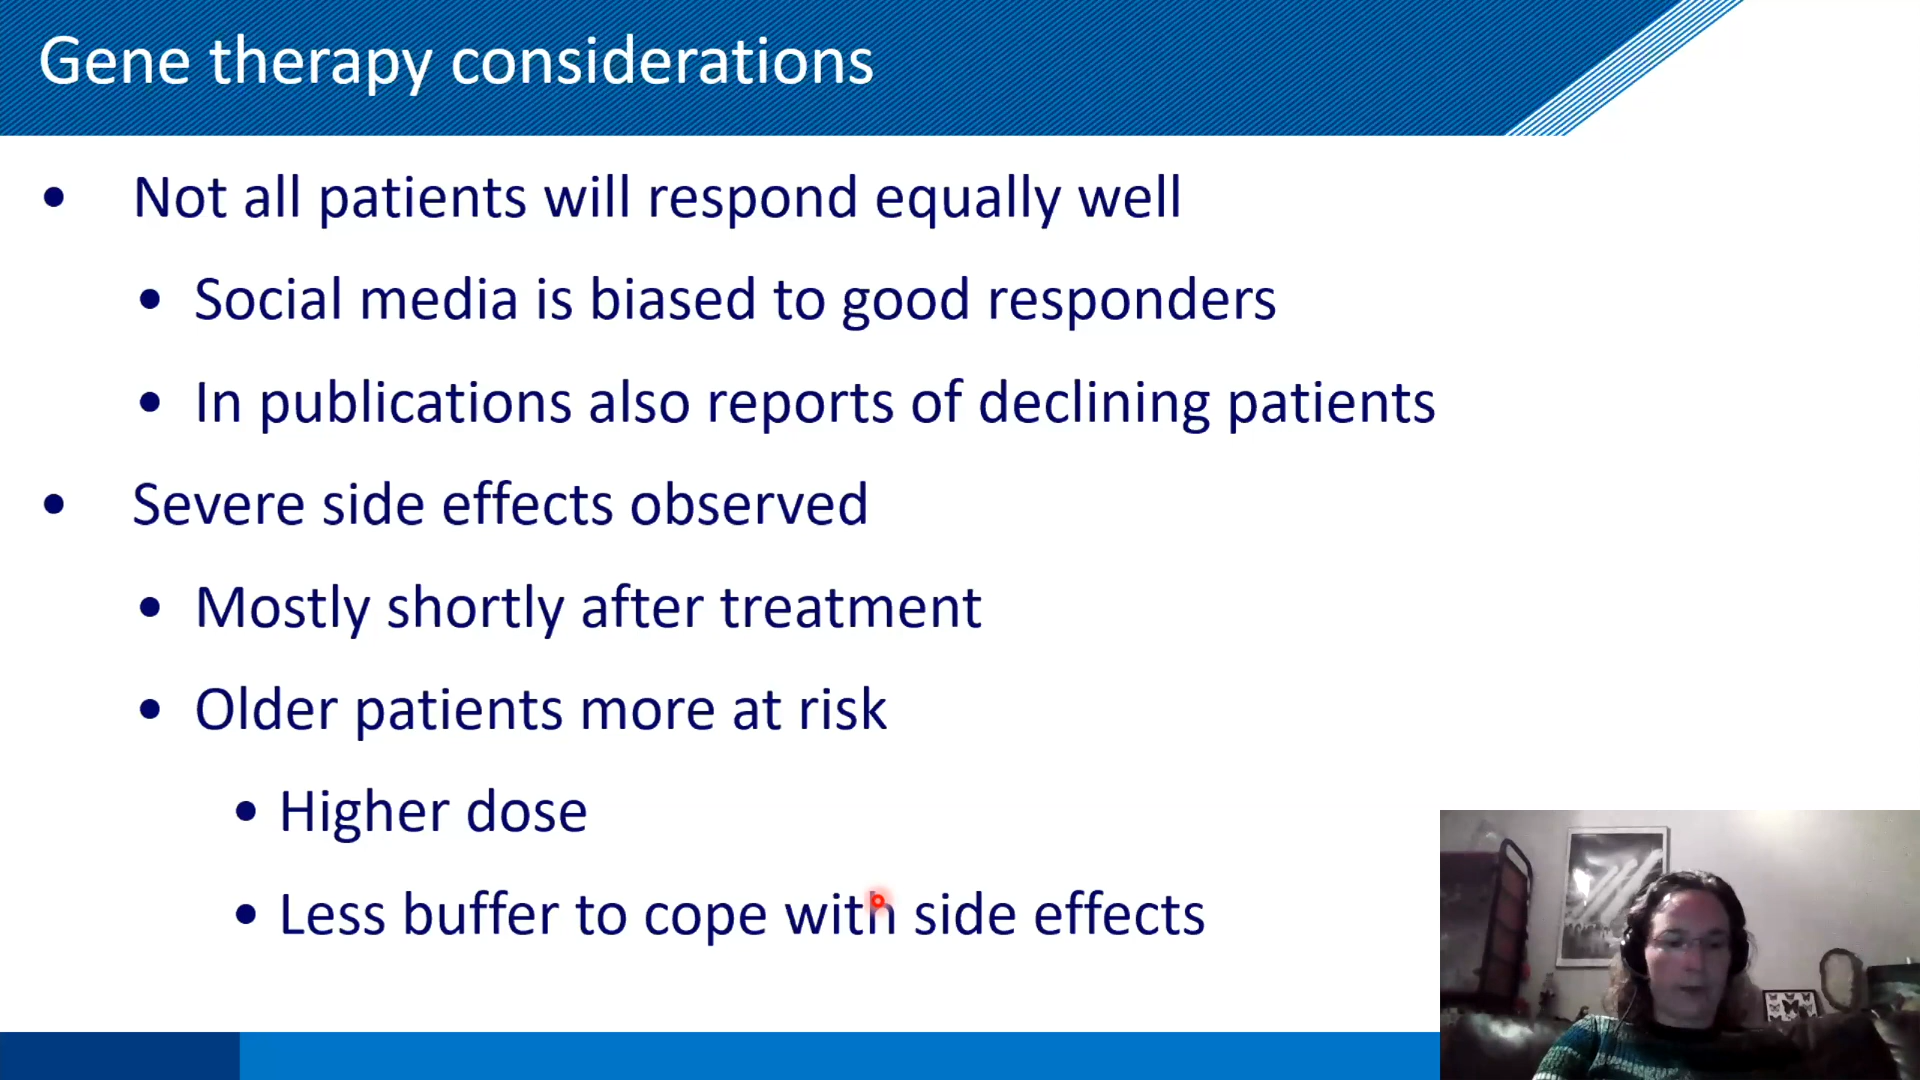 Gene therapy considerations
• Not all patients will respond equally well
• Social media is biased to good responders
• In publications also reports of declining patients
• Severe side effects observed
• Mostly shortly after treatment
• Older patients more at risk
• Higher dose
• Less buffer to cope with side effects